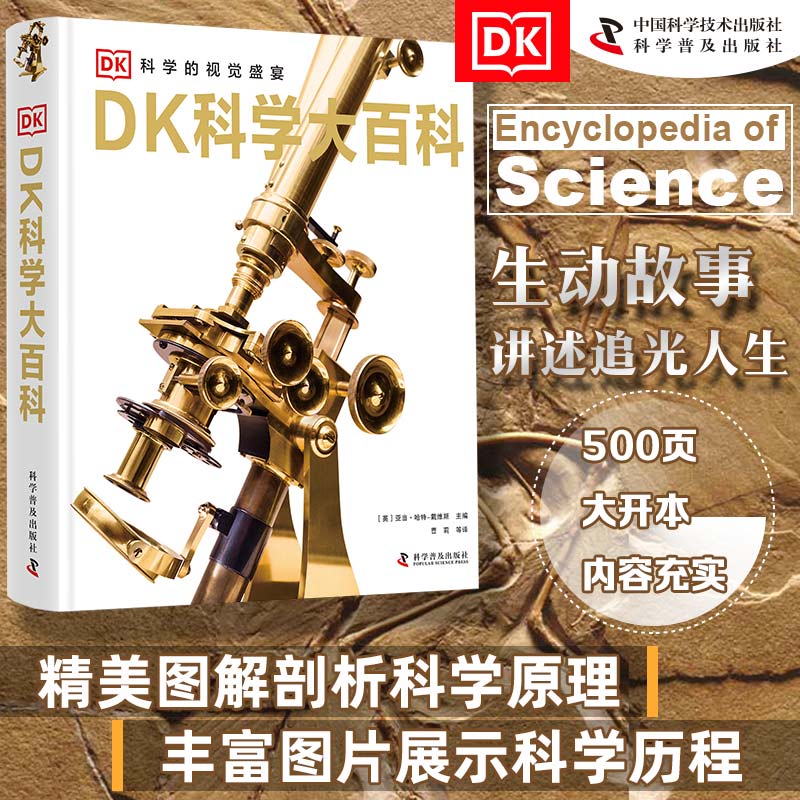 DK
中国科学技术出版社
科学普及出版社
DK 科学的视觉盛宴
DK科学大百科
[英]亚当·哈特-戴维斯 主编
曹莉 等译
科学普及出版社
POPULAR SCIENCE PRESS
DK
DK科学大百科
科学普及出版社
Encyclopedia of
Science
生动故事
讲述追光人生
500页
大开本
内容充实
精美图解剖析科学原理
丰富图片展示科学历程